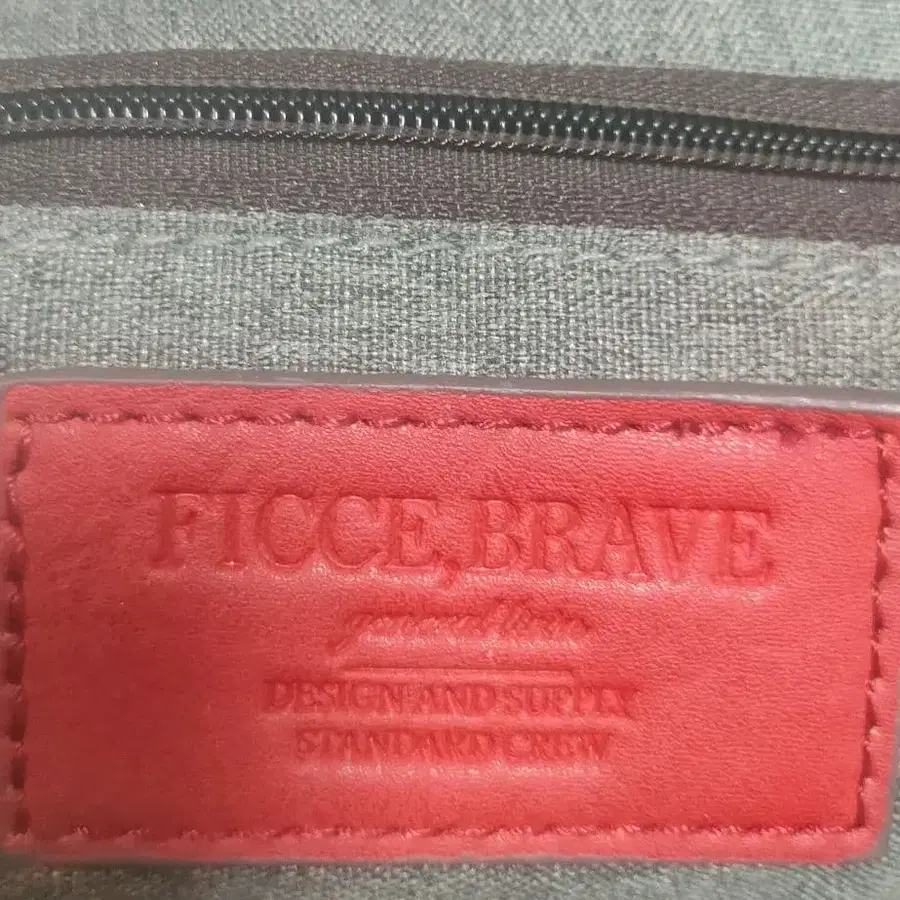 FICCE,BRAVE
DESIGN AND SUPPLY
STANDARD CREW